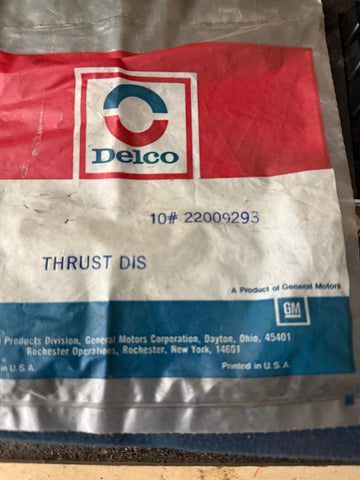 Delco
10# 22009293
THRUST DIS
A Product of General Motors
GM
Products Division, General Motors Corporation, Dayton, Ohio, 45401
Rochester Operations, Rochester, New York, 14601
in U.S.A. Printed in U.S.A.